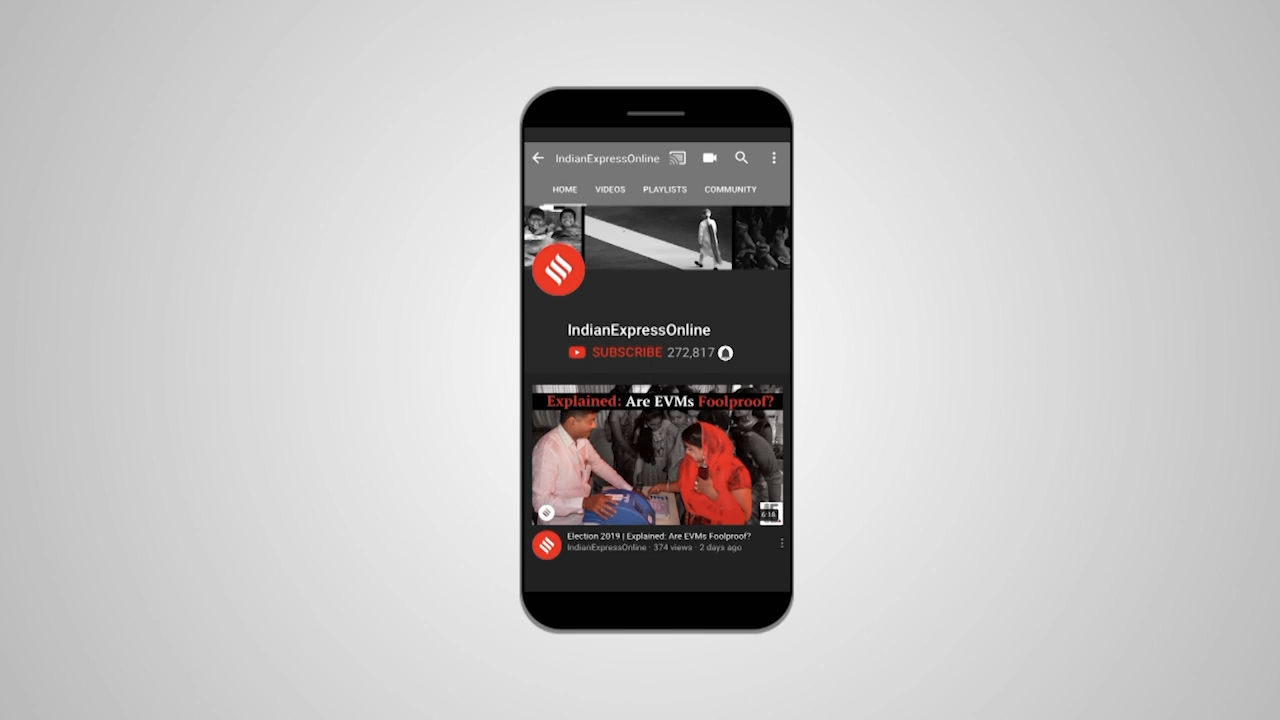 IndianExpressOnline
HOME VIDEOS PLAYLISTS COMMUNITY
IndianExpressOnline
SUBSCRIBE 272,817
Explained: Are EVMs Foolproof?
6:16
Election 2019 | Explained: Are EVMs Foolproof?
IndianExpressOnline · 374 views · 2 days ago